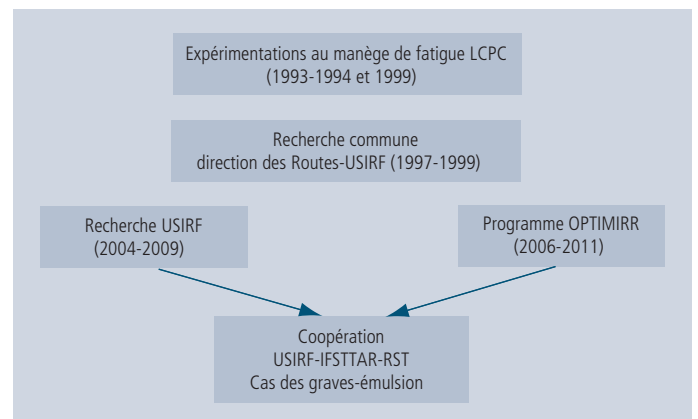 Expérimentations au manège de fatigue LCPC
(1993-1994 et 1999)
Recherche commune
direction des Routes-USIRF (1997-1999)
Recherche USIRF
(2004-2009)
Programme OPTIMIRR
(2006-2011)
Coopération
USIRF-IFSTTAR-RST
Cas des graves-émulsion